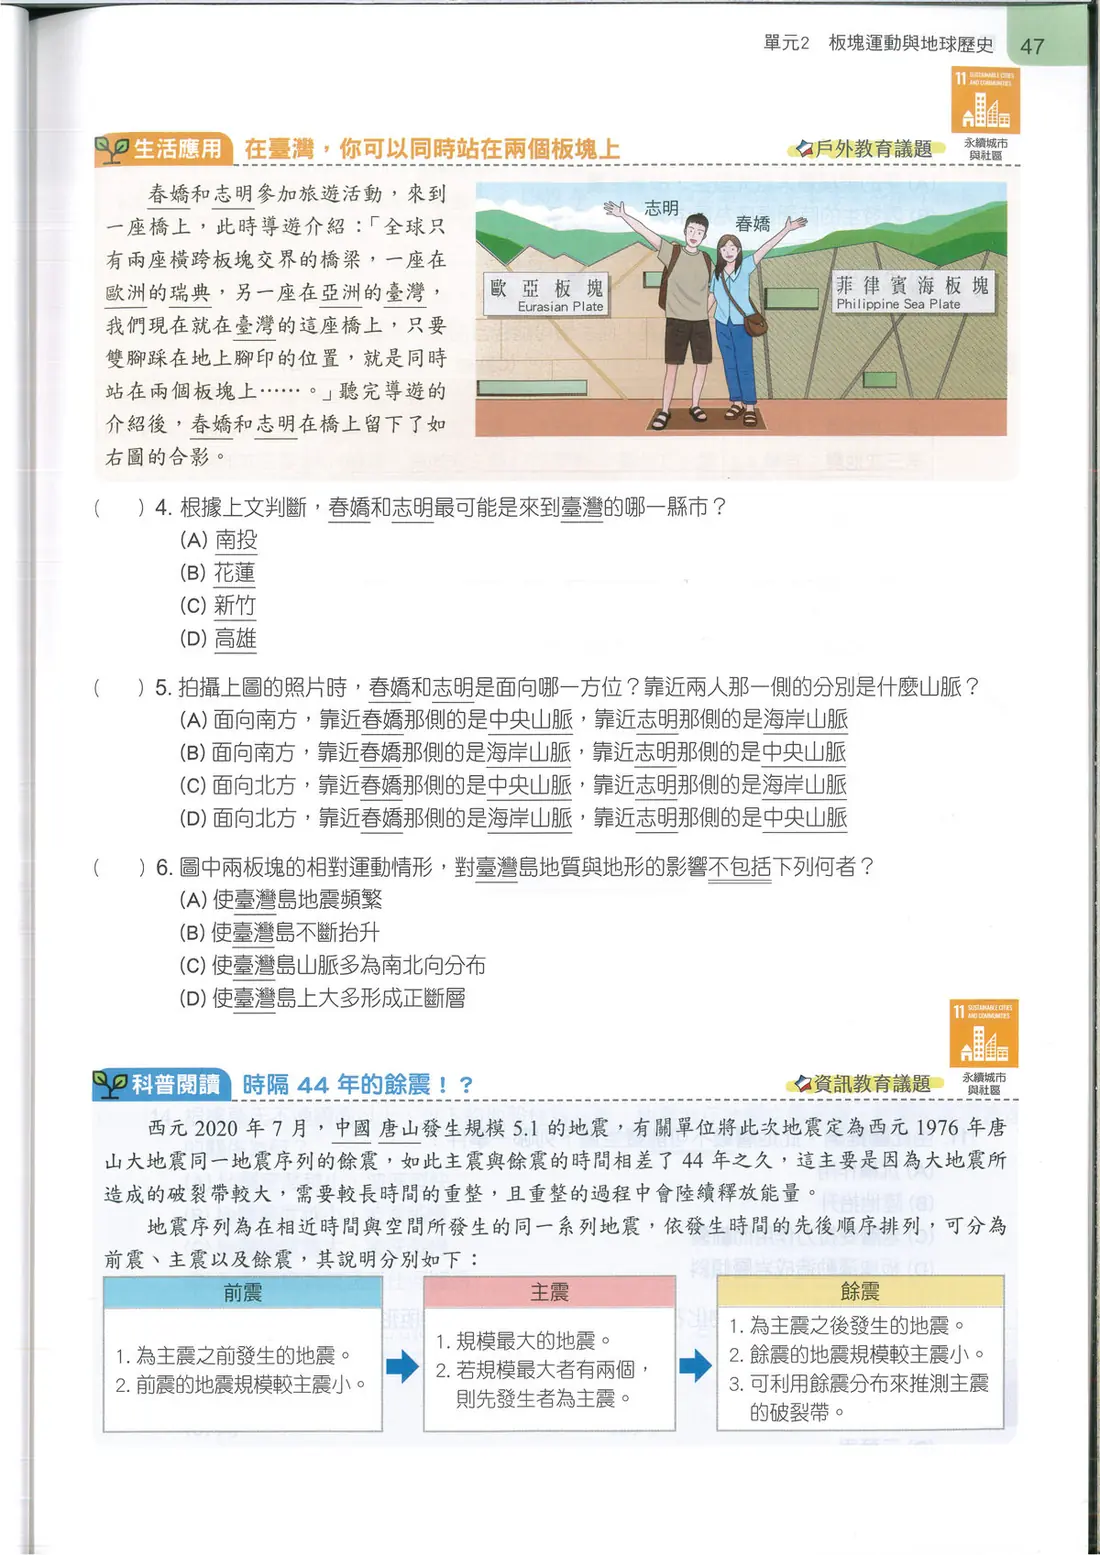 單元2 板塊運動與地球歷史 47
11 SUSTAINABLE CITIES
AND COMMUNITIES
永續城市
與社區
生活應用 在臺灣,你可以同時站在兩個板塊上 戶外教育議題
春嬌和志明參加旅遊活動,來到
一座橋上,此時導遊介紹:「全球只
有兩座橫跨板塊交界的橋梁,一座在
歐洲的瑞典,另一座在亞洲的臺灣,
我們現在就在臺灣的這座橋上,只要
雙腳踩在地上腳印的位置,就是同時
站在兩個板塊上……。」聽完導遊的
介紹後,春嬌和志明在橋上留下了如
右圖的合影。
志明
春嬌
歐亞板塊
Eurasian Plate
菲律賓海板塊
Philippine Sea Plate
( ) 4. 根據上文判斷,春嬌和志明最可能是來到臺灣的哪一縣市?
(A) 南投
(B) 花蓮
(C) 新竹
(D) 高雄
( ) 5. 拍攝上圖的照片時,春嬌和志明是面向哪一方位?靠近兩人那一側的分別是什麼山脈?
(A) 面向南方,靠近春嬌那側的是中央山脈,靠近志明那側的是海岸山脈
(B) 面向南方,靠近春嬌那側的是海岸山脈,靠近志明那側的是中央山脈
(C) 面向北方,靠近春嬌那側的是中央山脈,靠近志明那側的是海岸山脈
(D) 面向北方,靠近春嬌那側的是海岸山脈,靠近志明那側的是中央山脈
( ) 6. 圖中兩板塊的相對運動情形,對臺灣島地質與地形的影響不包括下列何者?
(A) 使臺灣島地震頻繁
(B) 使臺灣島不斷抬升
(C) 使臺灣島山脈多為南北向分布
(D) 使臺灣島上大多形成正斷層
11 SUSTAINABLE CITIES
AND COMMUNITIES
永續城市
與社區
科普閱讀 時隔 44 年的餘震!? 資訊教育議題
西元 2020 年 7 月,中國 唐山發生規模 5.1 的地震,有關單位將此次地震定為西元 1976 年唐
山大地震同一地震序列的餘震,如此主震與餘震的時間相差了 44 年之久,這主要是因為大地震所
造成的破裂帶較大,需要較長時間的重整,且重整的過程中會陸續釋放能量。
地震序列為在相近時間與空間所發生的同一系列地震,依發生時間的先後順序排列,可分為
前震、主震以及餘震,其說明分別如下:
前震
1. 為主震之前發生的地震。
2. 前震的地震規模較主震小。
主震
1. 規模最大的地震。
2. 若規模最大者有兩個,
則先發生者為主震。
餘震
1. 為主震之後發生的地震。
2. 餘震的地震規模較主震小。
3. 可利用餘震分布來推測主震
的破裂帶。